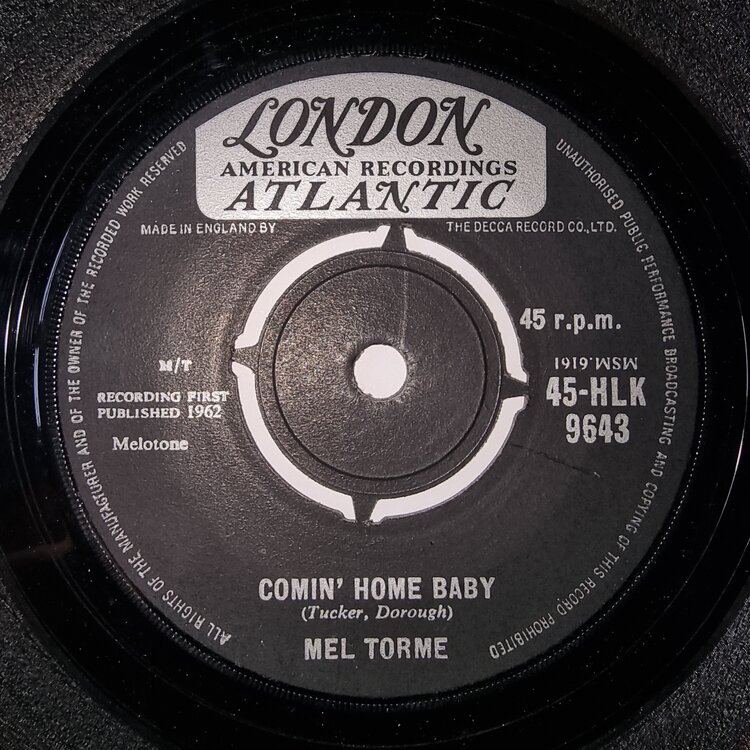 LONDON
AMERICAN RECORDINGS
ATLANTIC
MADE IN ENGLAND BY
THE DECCA RECORD CO., LTD.
45 r.p.m.
M/T
MSM.6161
RECORDING FIRST
PUBLISHED 1962
45-HLK
9643
Melotone
COMIN' HOME BABY
(Tucker, Dorough)
MEL TORME
ALL RIGHTS OF THE MANUFACTURER AND OF THE OWNER OF THE RECORDED WORK RESERVED
UNAUTHORISED PUBLIC PERFORMANCE BROADCASTING AND COPYING OF THIS RECORD PROHIBITED